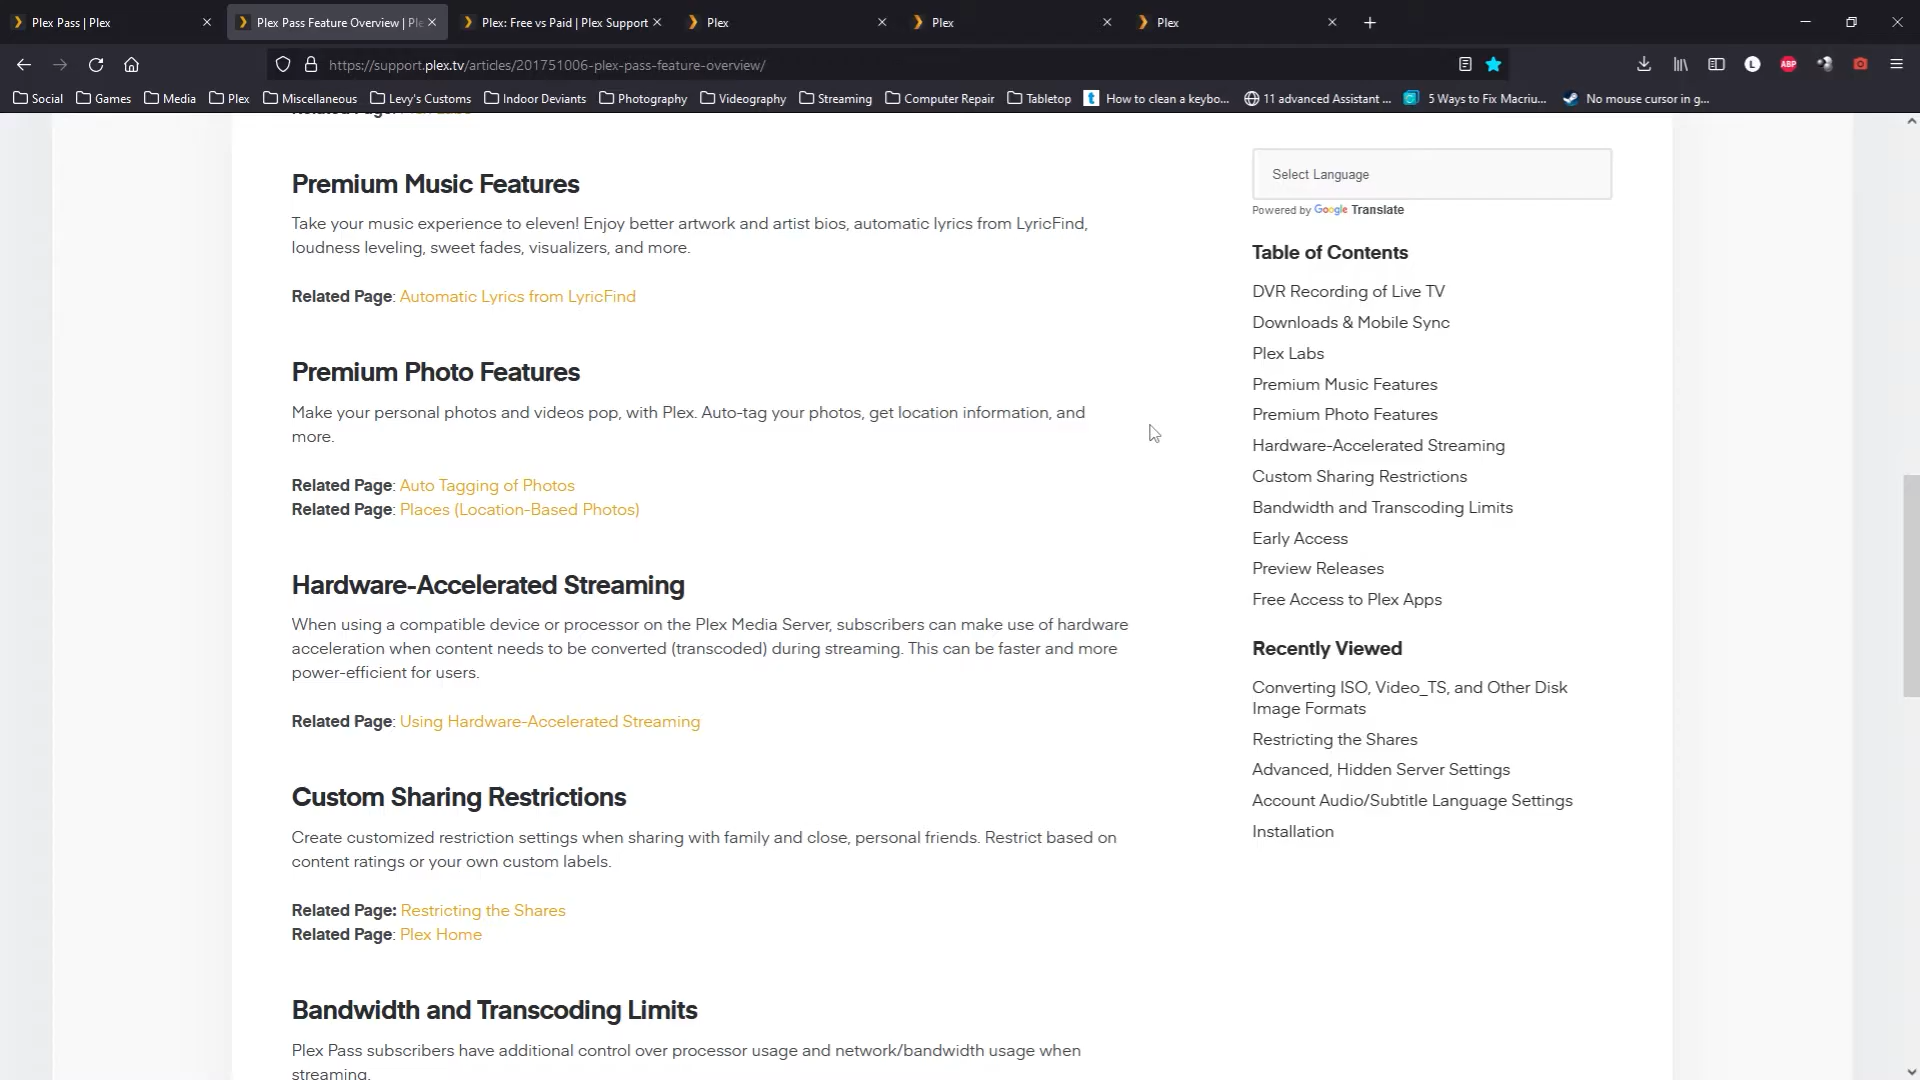 Plex Pass | Plex
Plex Pass Feature Overview | Ple
Plex: Free vs Paid | Plex Support
Plex
Plex
Plex
https://support.plex.tv/articles/201751006-plex-pass-feature-overview/
L
ABP
Social
Games
Media
Plex
Miscellaneous
Levy's Customs
Indoor Deviants
Photography
Videography
Streaming
Computer Repair
Tabletop
t
How to clean a keybo...
11 advanced Assistant ...
5 Ways to Fix Macriu...
No mouse cursor in g...
Premium Music Features
Take your music experience to eleven! Enjoy better artwork and artist bios, automatic lyrics from LyricFind,
loudness leveling, sweet fades, visualizers, and more.
Related Page: Automatic Lyrics from LyricFind
Premium Photo Features
Make your personal photos and videos pop, with Plex. Auto-tag your photos, get location information, and
more.
Related Page: Auto Tagging of Photos
Related Page: Places (Location-Based Photos)
Hardware-Accelerated Streaming
When using a compatible device or processor on the Plex Media Server, subscribers can make use of hardware
acceleration when content needs to be converted (transcoded) during streaming. This can be faster and more
power-efficient for users.
Related Page: Using Hardware-Accelerated Streaming
Custom Sharing Restrictions
Create customized restriction settings when sharing with family and close, personal friends. Restrict based on
content ratings or your own custom labels.
Related Page: Restricting the Shares
Related Page: Plex Home
Bandwidth and Transcoding Limits
Plex Pass subscribers have additional control over processor usage and network/bandwidth usage when
streaming.
Select Language
Powered by Google Translate
Table of Contents
DVR Recording of Live TV
Downloads & Mobile Sync
Plex Labs
Premium Music Features
Premium Photo Features
Hardware-Accelerated Streaming
Custom Sharing Restrictions
Bandwidth and Transcoding Limits
Early Access
Preview Releases
Free Access to Plex Apps
Recently Viewed
Converting ISO, Video_TS, and Other Disk
Image Formats
Restricting the Shares
Advanced, Hidden Server Settings
Account Audio/Subtitle Language Settings
Installation